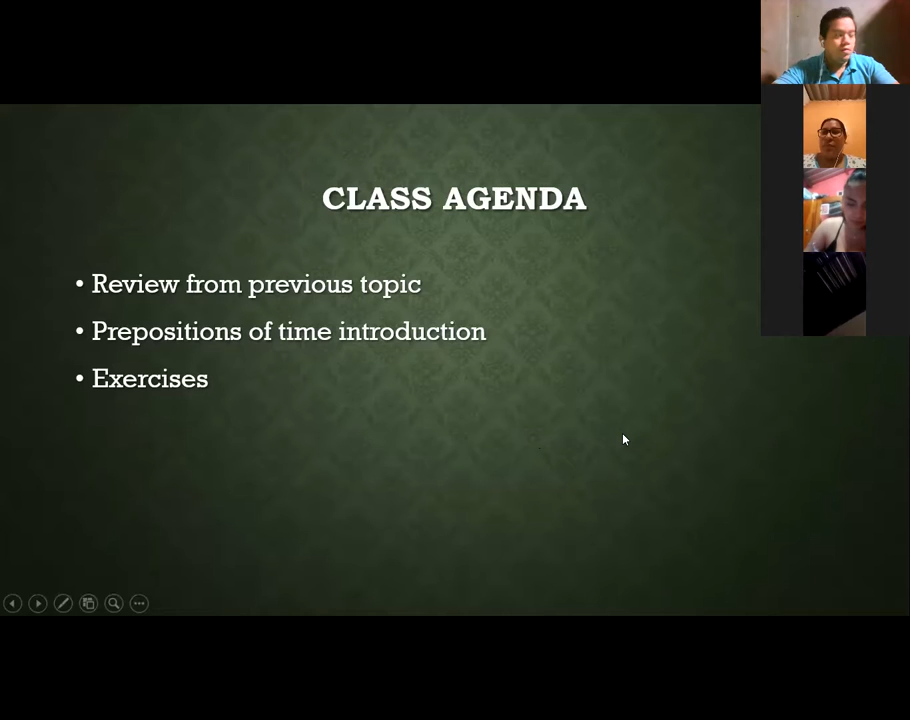 CLASS AGENDA
• Review from previous topic
• Prepositions of time introduction
• Exercises